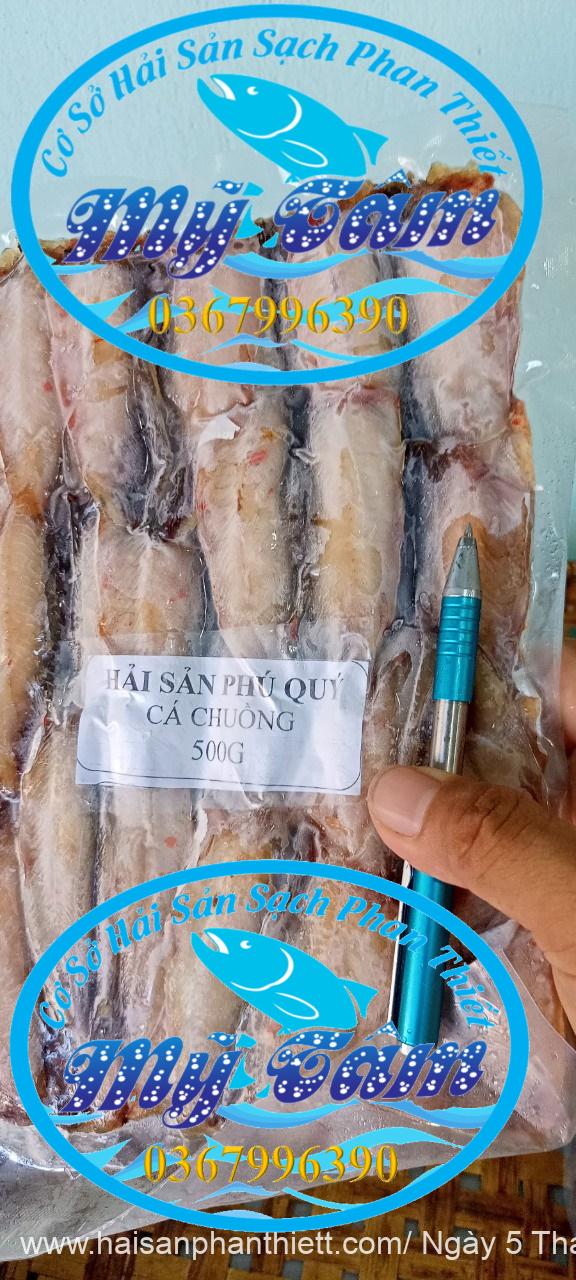 Cơ Sở Hải Sản Sạch Phan Thiết
Mỹ Tâm
0367996390
HẢI SẢN PHÚ QUÝ
CÁ CHUỒNG
500G
Cơ Sở Hải Sản Sạch Phan Thiết
Mỹ Tâm
0367996390
www.haisanphanthiett.com/ Ngày 5 Tha